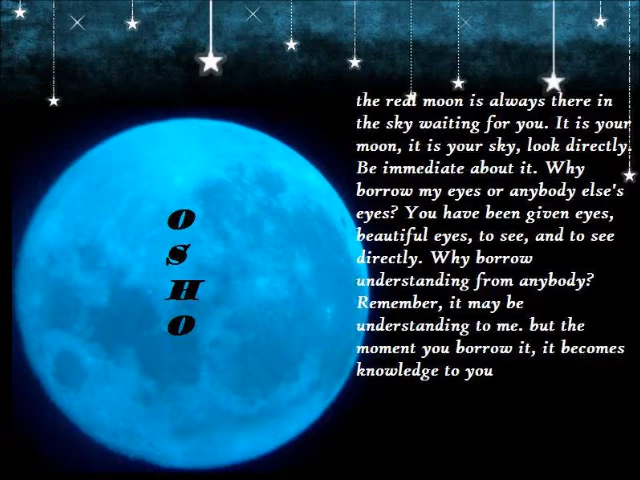 O
S
H
O
the real moon is always there in
the sky waiting for you. It is your
moon, it is your sky, look directly.
Be immediate about it. Why
borrow my eyes or anybody else's
eyes? You have been given eyes,
beautiful eyes, to see, and to see
directly. Why borrow
understanding from anybody?
Remember, it may be
understanding to me. but the
moment you borrow it, it becomes
knowledge to you